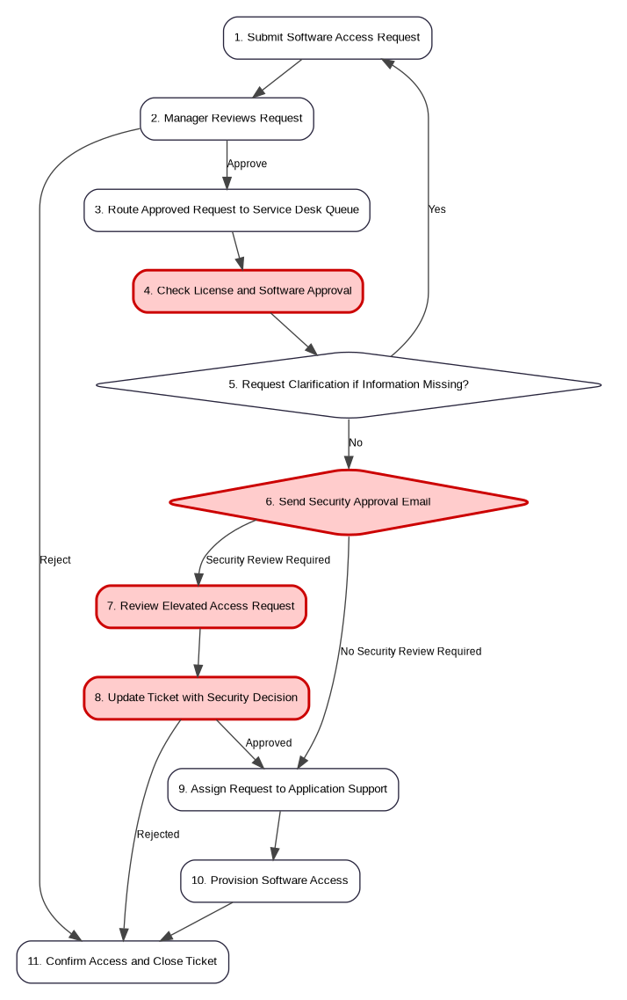 1. Submit Software Access Request
2. Manager Reviews Request
Approve
3. Route Approved Request to Service Desk Queue
Yes
4. Check License and Software Approval
5. Request Clarification if Information Missing?
No
6. Send Security Approval Email
Reject
Security Review Required
7. Review Elevated Access Request
No Security Review Required
8. Update Ticket with Security Decision
Approved
9. Assign Request to Application Support
Rejected
10. Provision Software Access
11. Confirm Access and Close Ticket